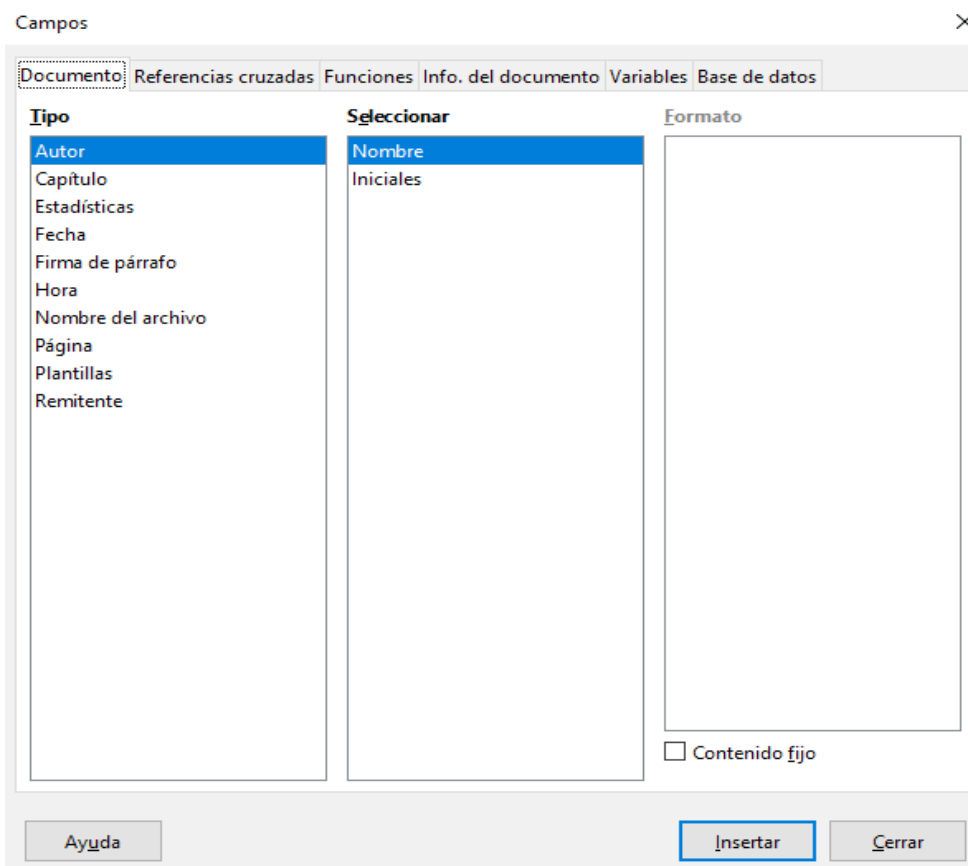 Campos
Documento Referencias cruzadas Funciones Info. del documento Variables Base de datos
Tipo
Autor
Capítulo
Estadísticas
Fecha
Firma de párrafo
Hora
Nombre del archivo
Página
Plantillas
Remitente
Seleccionar
Nombre
Iniciales
Formato
Contenido fijo
Ayuda Insertar Cerrar